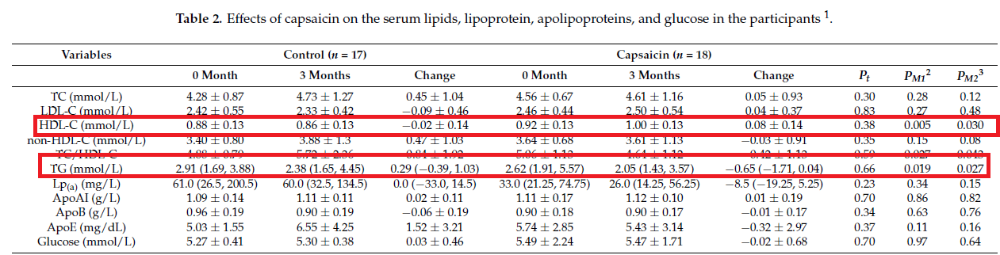 Table 2. Effects of capsaicin on the serum lipids, lipoprotein, apolipoproteins, and glucose in the participants 1.
Variables Control (n = 17) Capsaicin (n = 18)
0 Month 3 Months Change 0 Month 3 Months Change Pt PM1 2 PM2 3
TC (mmol/L) 4.28 ± 0.87 4.73 ± 1.27 0.45 ± 1.04 4.56 ± 0.67 4.61 ± 1.16 0.05 ± 0.93 0.30 0.28 0.12
LDL-C (mmol/L) 2.42 ± 0.55 2.33 ± 0.42 −0.09 ± 0.46 2.46 ± 0.44 2.50 ± 0.54 0.04 ± 0.37 0.83 0.27 0.48
HDL-C (mmol/L) 0.88 ± 0.13 0.86 ± 0.13 −0.02 ± 0.14 0.92 ± 0.13 1.00 ± 0.13 0.08 ± 0.14 0.38 0.005 0.030
non-HDL-C (mmol/L) 3.40 ± 0.80 3.88 ± 1.3 0.47 ± 1.03 3.64 ± 0.68 3.61 ± 1.13 −0.03 ± 0.91 0.35 0.15 0.08
TC/HDL-C
TG (mmol/L) 2.91 (1.69, 3.88) 2.38 (1.65, 4.45) 0.29 (−0.39, 1.03) 2.62 (1.91, 5.57) 2.05 (1.43, 3.57) −0.65 (−1.71, 0.04) 0.66 0.019 0.027
Lp(a) (mg/L) 61.0 (26.5, 200.5) 60.0 (32.5, 134.5) 0.0 (−33.0, 14.5) 33.0 (21.25, 74.75) 26.0 (14.25, 56.25) −8.5 (−19.25, 5.25) 0.23 0.34 0.15
ApoAI (g/L) 1.09 ± 0.14 1.11 ± 0.11 0.02 ± 0.11 1.11 ± 0.17 1.12 ± 0.10 0.01 ± 0.19 0.70 0.86 0.82
ApoB (g/L) 0.96 ± 0.19 0.90 ± 0.19 −0.06 ± 0.19 0.90 ± 0.18 0.90 ± 0.17 −0.01 ± 0.17 0.34 0.63 0.76
ApoE (mg/dL) 5.03 ± 1.55 6.55 ± 4.25 1.52 ± 3.21 5.74 ± 2.85 5.43 ± 3.14 −0.32 ± 2.97 0.37 0.11 0.16
Glucose (mmol/L) 5.27 ± 0.41 5.30 ± 0.38 0.03 ± 0.46 5.49 ± 2.24 5.47 ± 1.71 −0.02 ± 0.68 0.70 0.97 0.64